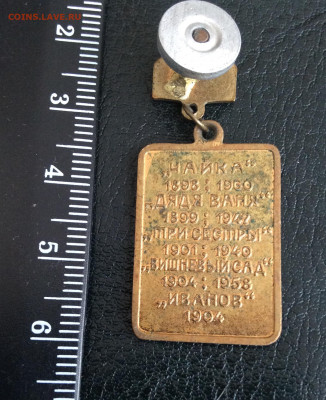 COINS.LAVE.RU
2
3
4
5
6
„ЧАЙКА“
1898; 1960
„ДЯДЯ ВАНЯ“
1899; 1947
„ТРИ СЕСТРЫ“
1901; 1940
„ВИШНЕВЫЙ САД“
1904; 1958
„ИВАНОВ“
1904